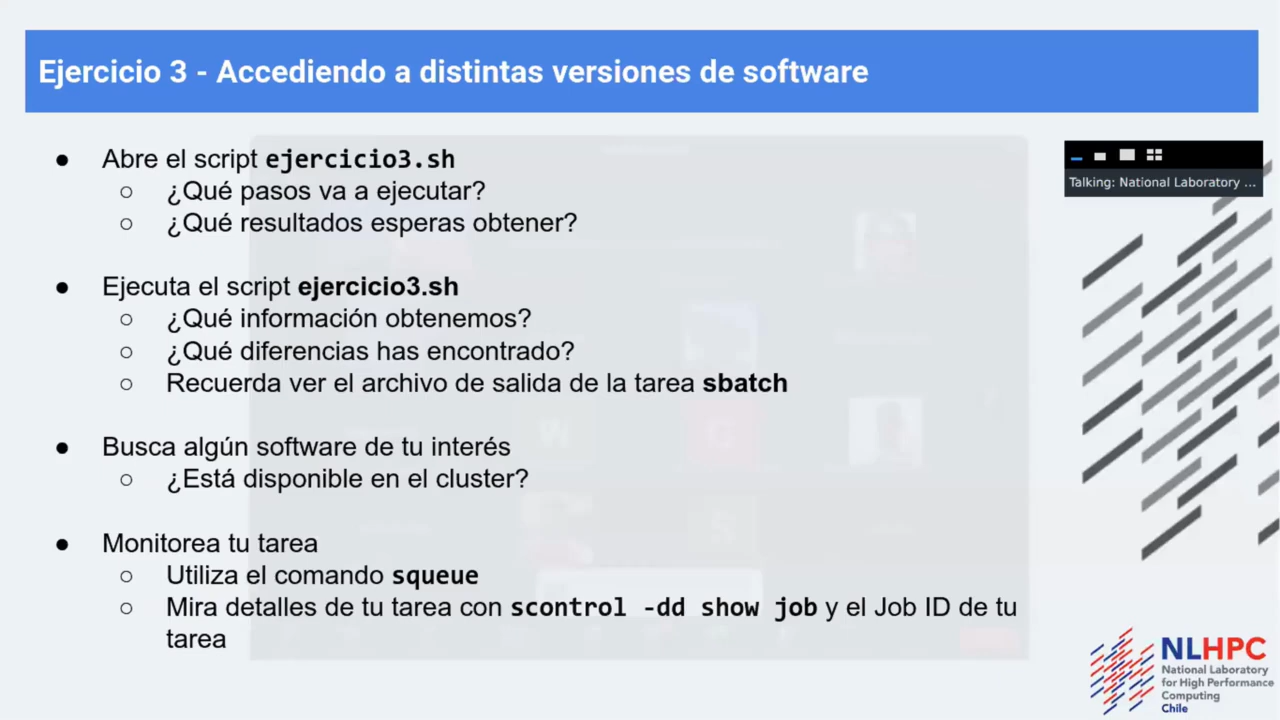 Ejercicio 3 - Accediendo a distintas versiones de software
● Abre el script ejercicio3.sh
○ ¿Qué pasos va a ejecutar?
○ ¿Qué resultados esperas obtener?
● Ejecuta el script ejercicio3.sh
○ ¿Qué información obtenemos?
○ ¿Qué diferencias has encontrado?
○ Recuerda ver el archivo de salida de la tarea sbatch
● Busca algún software de tu interés
○ ¿Está disponible en el cluster?
● Monitorea tu tarea
○ Utiliza el comando squeue
○ Mira detalles de tu tarea con scontrol -dd show job y el Job ID de tu
tarea
Talking: National Laboratory ...
W
G
S
NLHPC
National Laboratory
for High Performance
Computing
Chile